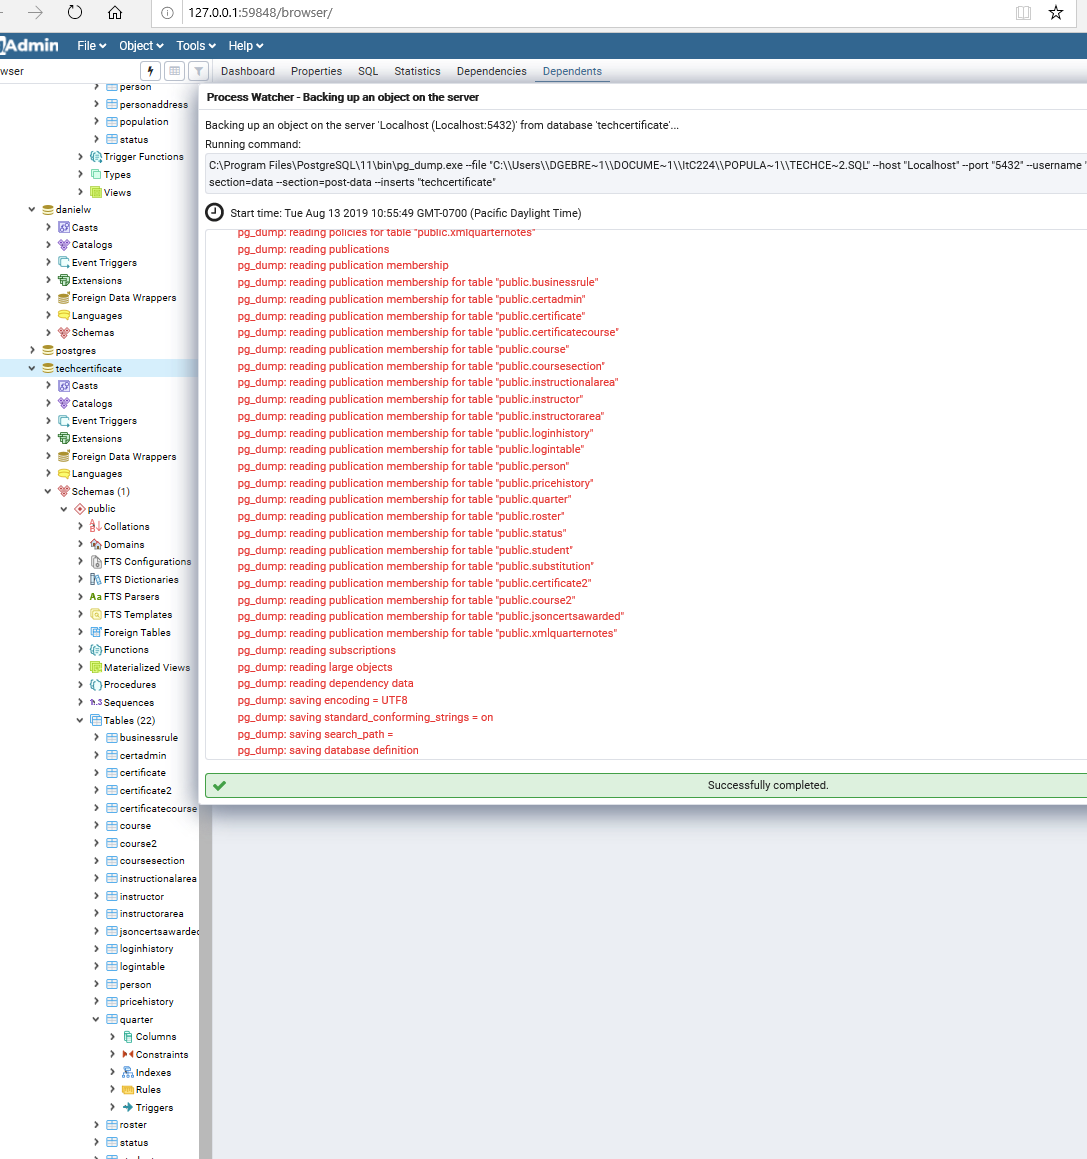 127.0.0.1:59848/browser/
Admin File Object Tools Help
wser
Dashboard Properties SQL Statistics Dependencies Dependents
person
personaddress
population
status
Trigger Functions
Types
Views
danielw
Casts
Catalogs
Event Triggers
Extensions
Foreign Data Wrappers
Languages
Schemas
postgres
techcertificate
Casts
Catalogs
Event Triggers
Extensions
Foreign Data Wrappers
Languages
Schemas (1)
public
Collations
Domains
FTS Configurations
FTS Dictionaries
Aa FTS Parsers
FTS Templates
Foreign Tables
Functions
Materialized Views
Procedures
1..3 Sequences
Tables (22)
businessrule
certadmin
certificate
certificate2
certificatecourse
course
course2
coursesection
instructionalarea
instructor
instructorarea
jsoncertsawarded
loginhistory
logintable
person
pricehistory
quarter
Columns
Constraints
Indexes
Rules
Triggers
roster
status
Process Watcher - Backing up an object on the server
Backing up an object on the server 'Localhost (Localhost:5432)' from database 'techcertificate'...
Running command:
C:\Program Files\PostgreSQL\11\bin\pg_dump.exe --file "C:\\Users\\DGEBRE~1\\DOCUME~1\\ItC224\\POPULA~1\\TECHCE~2.SQL" --host "Localhost" --port "5432" --username "
section=data --section=post-data --inserts "techcertificate"
Start time: Tue Aug 13 2019 10:55:49 GMT-0700 (Pacific Daylight Time)
pg_dump: reading policies for table "public.xmlquarternotes"
pg_dump: reading publications
pg_dump: reading publication membership
pg_dump: reading publication membership for table "public.businessrule"
pg_dump: reading publication membership for table "public.certadmin"
pg_dump: reading publication membership for table "public.certificate"
pg_dump: reading publication membership for table "public.certificatecourse"
pg_dump: reading publication membership for table "public.course"
pg_dump: reading publication membership for table "public.coursesection"
pg_dump: reading publication membership for table "public.instructionalarea"
pg_dump: reading publication membership for table "public.instructor"
pg_dump: reading publication membership for table "public.instructorarea"
pg_dump: reading publication membership for table "public.loginhistory"
pg_dump: reading publication membership for table "public.logintable"
pg_dump: reading publication membership for table "public.person"
pg_dump: reading publication membership for table "public.pricehistory"
pg_dump: reading publication membership for table "public.quarter"
pg_dump: reading publication membership for table "public.roster"
pg_dump: reading publication membership for table "public.status"
pg_dump: reading publication membership for table "public.student"
pg_dump: reading publication membership for table "public.substitution"
pg_dump: reading publication membership for table "public.certificate2"
pg_dump: reading publication membership for table "public.course2"
pg_dump: reading publication membership for table "public.jsoncertsawarded"
pg_dump: reading publication membership for table "public.xmlquarternotes"
pg_dump: reading subscriptions
pg_dump: reading large objects
pg_dump: reading dependency data
pg_dump: saving encoding = UTF8
pg_dump: saving standard_conforming_strings = on
pg_dump: saving search_path =
pg_dump: saving database definition
Successfully completed.